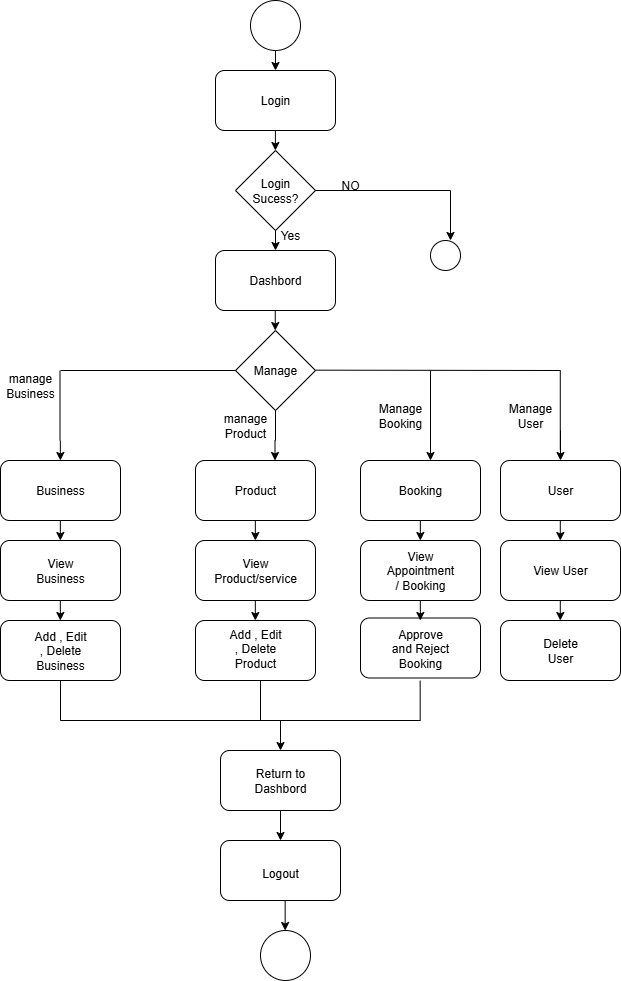 Login
Login
Sucess?
NO
Yes
Dashbord
Manage
manage
Business
manage
Product
Manage
Booking
Manage
User
Business
Product
Booking
User
View
Business
View
Product/service
View
Appointment
/ Booking
View User
Add , Edit
, Delete
Business
Add , Edit
, Delete
Product
Approve
and Reject
Booking
Delete
User
Return to
Dashbord
Logout